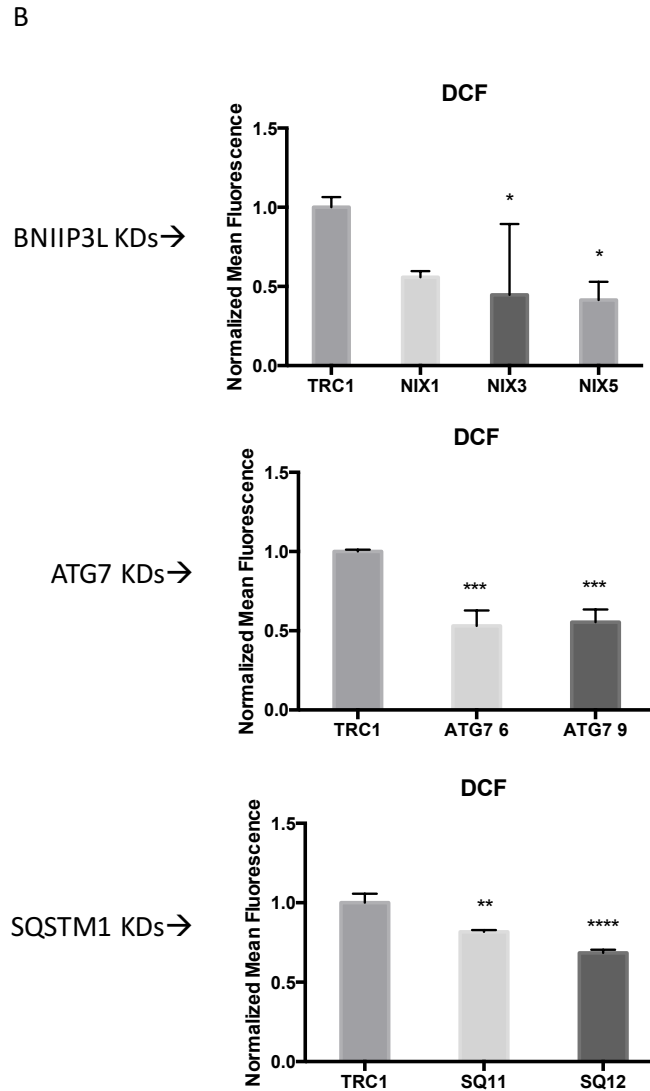 B
DCF
Normalized Mean Fluorescence
1.5
1.0
0.5
0.0
BNIIP3L KDs→
*
*
TRC1 NIX1 NIX3 NIX5
DCF
Normalized Mean Fluorescence
1.5
1.0
0.5
0.0
ATG7 KDs→
*** ***
TRC1 ATG7 6 ATG7 9
DCF
Normalized Mean Fluorescence
1.5
1.0
0.5
0.0
SQSTM1 KDs→
** ****
TRC1 SQ11 SQ12